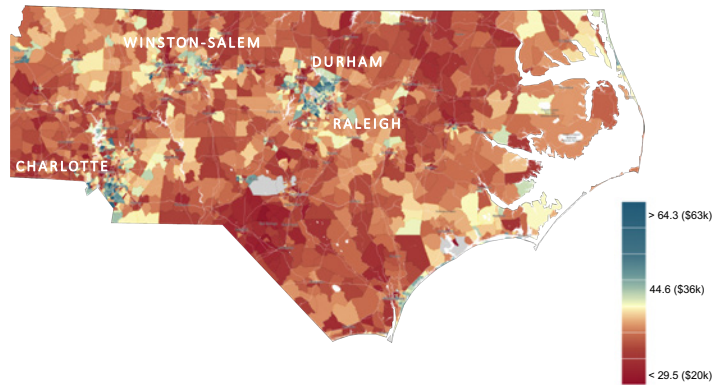 WINSTON-SALEM
DURHAM
RALEIGH
CHARLOTTE
> 64.3 ($63k)
44.6 ($36k)
< 29.5 ($20k)